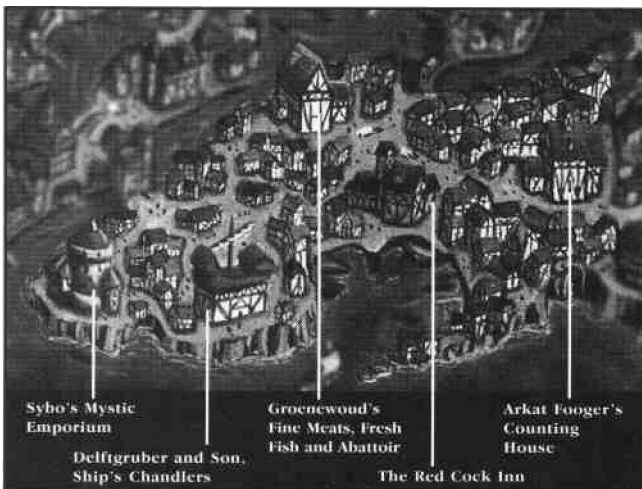 Sybo's Mystic
Emporium
Delftgruber and Son,
Ship's Chandlers
Groenewoud's
Fine Meats, Fresh
Fish and Abattoir
The Red Cock Inn
Arkat Fooger's
Counting
House